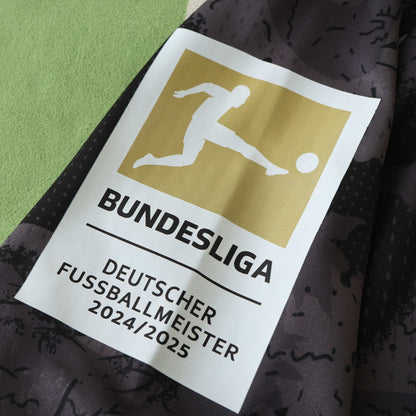 BUNDESLIGA
DEUTSCHER
FUSSBALLMEISTER
2024/2025